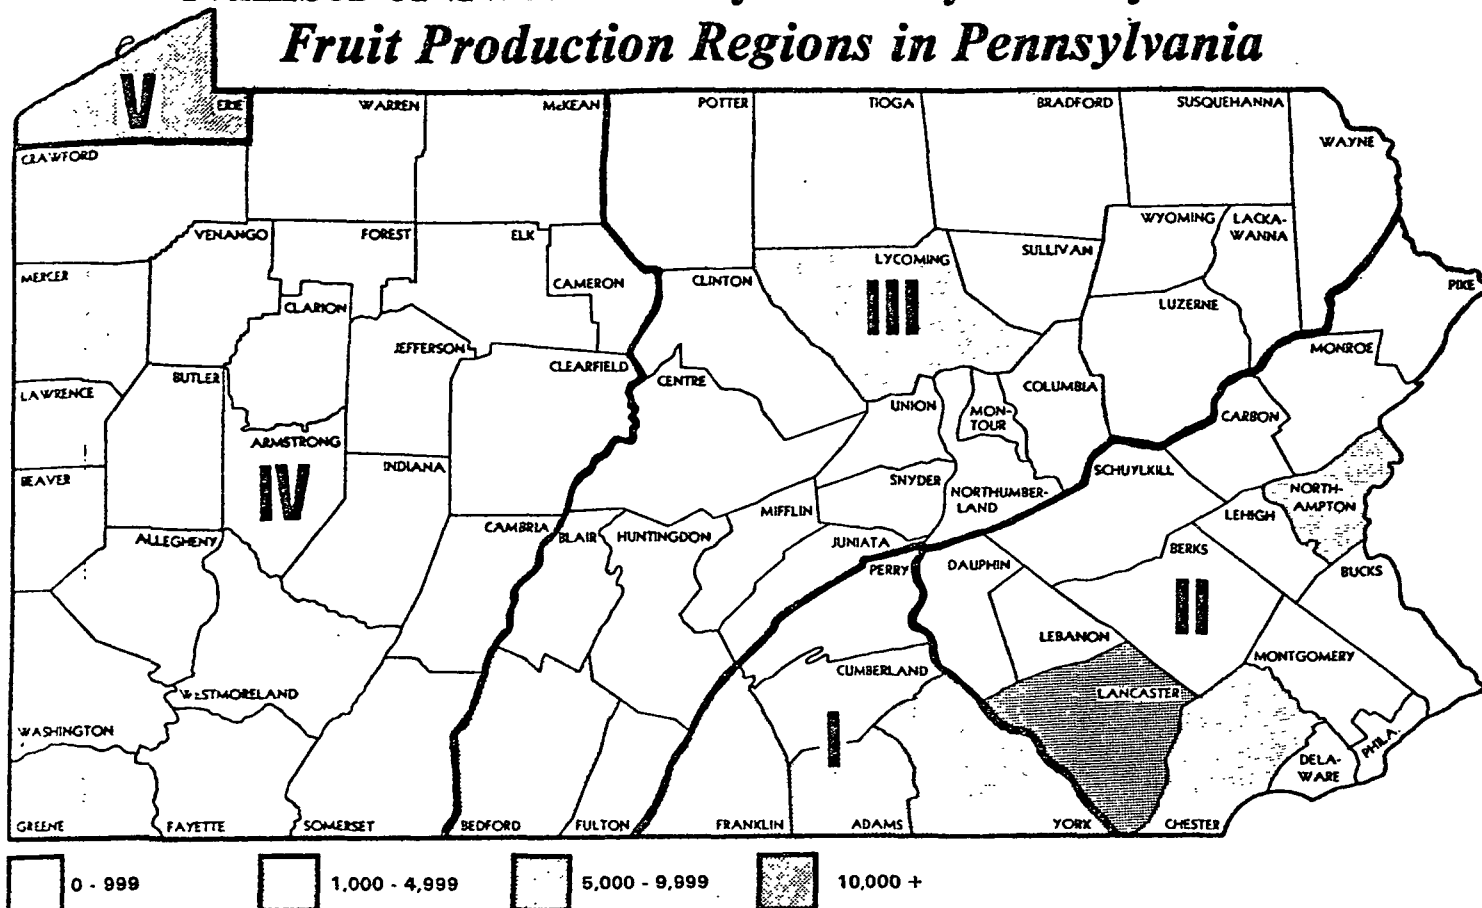 Fruit Production Regions in Pennsylvania
V
ERIE
WARREN
McKEAN
POTTER
TIOGA
BRADFORD
SUSQUEHANNA
WAYNE
CRAWFORD
VENANGO
FOREST
ELK
CAMERON
CLINTON
LYCOMING
SULLIVAN
WYOMING
LACKA-
WANNA
PIKE
MERCER
CLARION
III
LUZERNE
JEFFERSON
CLEARFIELD
CENTRE
MONROE
LAWRENCE
BUTLER
UNION
MON-
TOUR
COLUMBIA
CARBON
ARMSTRONG
IV
BEAVER
INDIANA
SNYDER
NORTHUMBER-
LAND
SCHUYLKILL
NORTH-
AMPTON
LEHIGH
ALLEGHENY
CAMBRIA
BLAIR
HUNTINGDON
MIFFLIN
JUNIATA
PERRY
DAUPHIN
BERKS
BUCKS
II
LEBANON
MONTGOMERY
WESTMORELAND
CUMBERLAND
LANCASTER
WASHINGTON
I
DELA-
WARE
PHILA.
GREENE
FAYETTE
SOMERSET
BEDFORD
FULTON
FRANKLIN
ADAMS
YORK
CHESTER
0 - 999
1,000 - 4,999
5,000 - 9,999
10,000 +